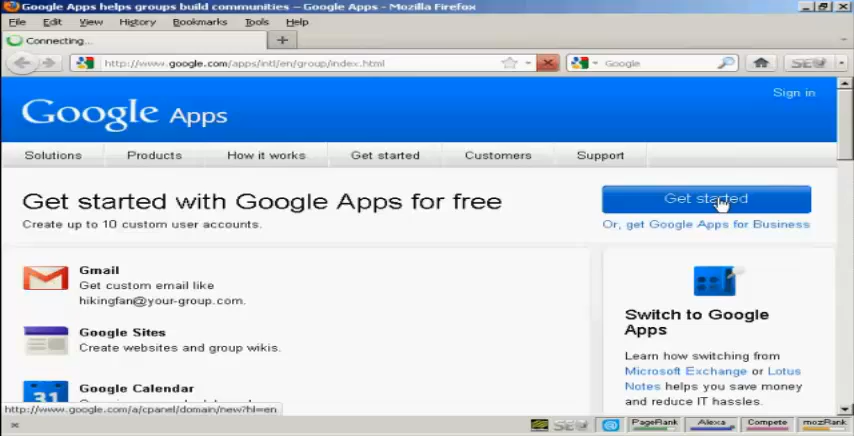 Google Apps helps groups build communities – Google Apps - Mozilla Firefox
File Edit View History Bookmarks Tools Help
Connecting...
http://www.google.com/apps/intl/en/group/index.html
Google
SE
Sign in
Google Apps
Solutions Products How it works Get started Customers Support
Get started with Google Apps for free
Get started
Create up to 10 custom user accounts.
Or, get Google Apps for Business
Gmail
Get custom email like
hikingfan@your-group.com.
Google Sites
Create websites and group wikis.
Google Calendar
31
Switch to Google
Apps
Learn how switching from
Microsoft Exchange or Lotus
Notes helps you save money
and reduce IT hassles.
http://www.google.com/a/cpanel/domain/new?hl=en
SE
PageRank Alexa Compete mozRank